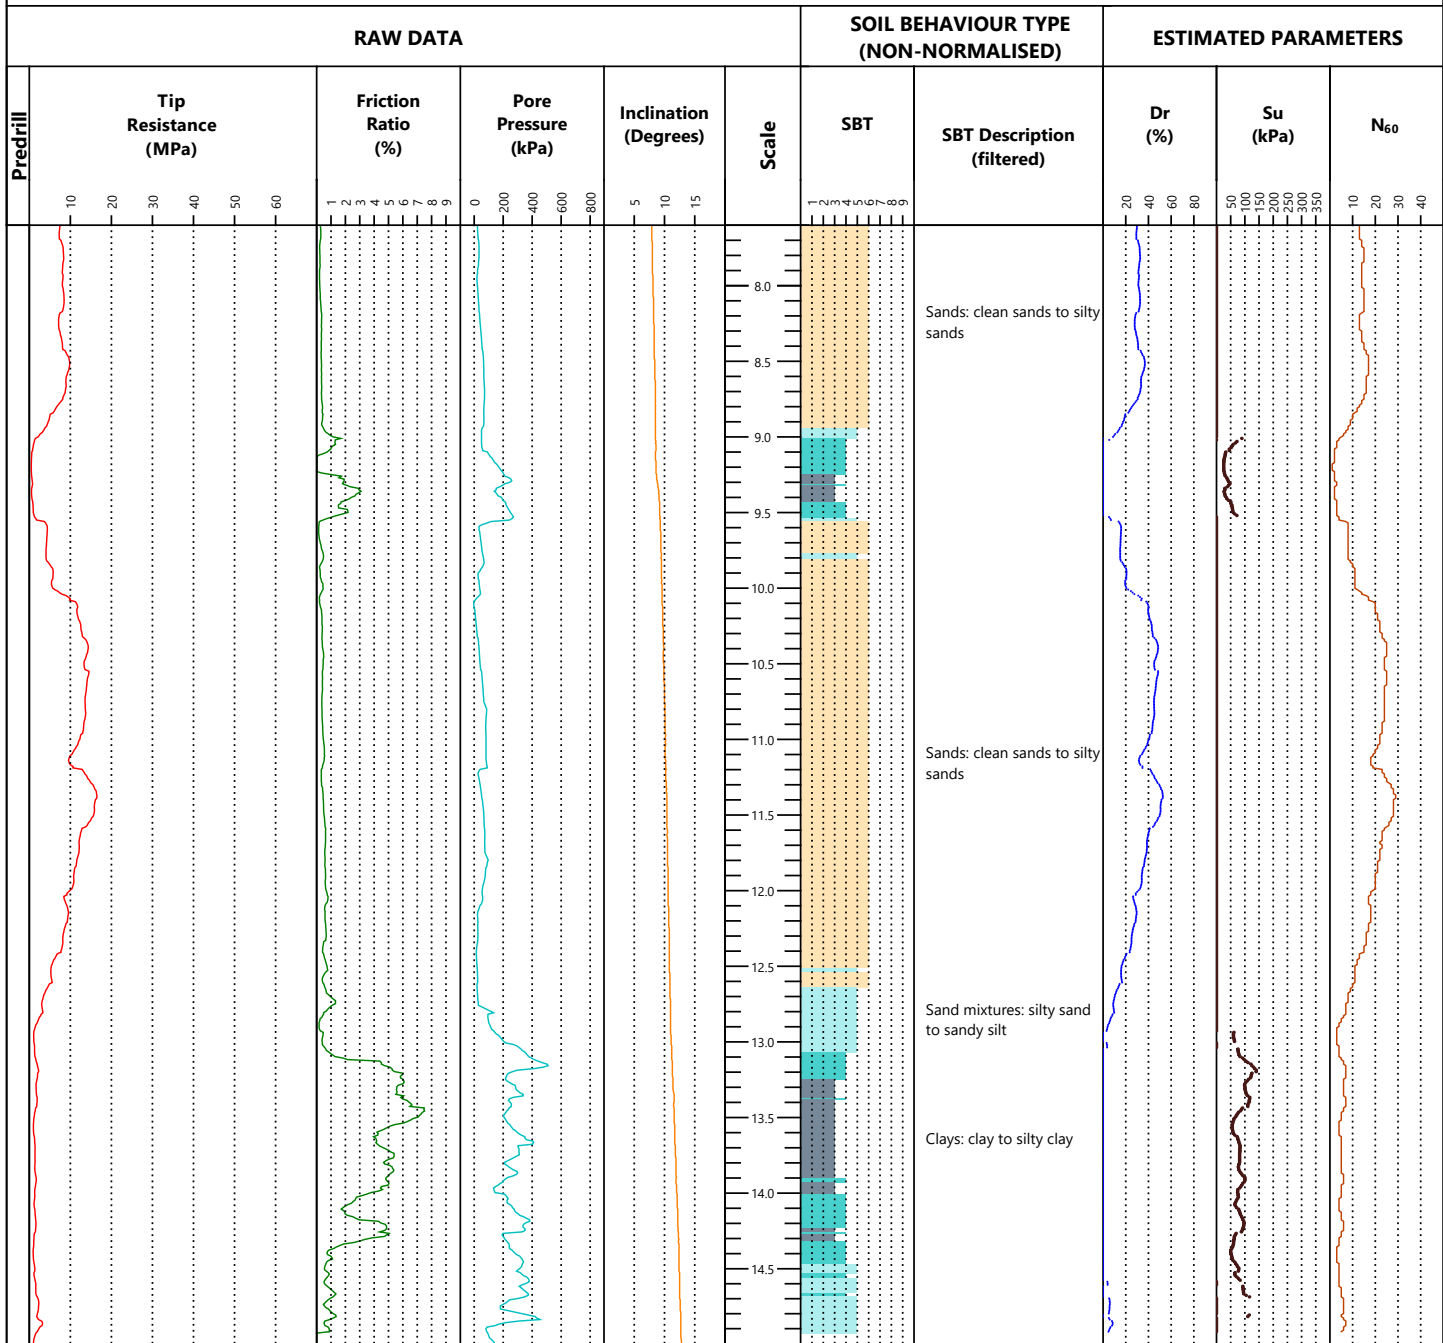 RAW DATA
SOIL BEHAVIOUR TYPE
(NON-NORMALISED)
ESTIMATED PARAMETERS
Predrill
Tip
Resistance
(MPa)
Friction
Ratio
(%)
Pore
Pressure
(kPa)
Inclination
(Degrees)
Scale
SBT
SBT Description
(filtered)
Dr
(%)
Su
(kPa)
N60
10 20 30 40 50 60
1 2 3 4 5 6 7 8 9
0 200 400 600 800
5 10 15
1 2 3 4 5 6 7 8 9
20 40 60 80
50 100 150 200 250 300 350
10 20 30 40
8.0
Sands: clean sands to silty
sands
8.5
9.0
9.5
10.0
10.5
11.0
Sands: clean sands to silty
sands
11.5
12.0
12.5
Sand mixtures: silty sand
to sandy silt
13.0
13.5
Clays: clay to silty clay
14.0
14.5